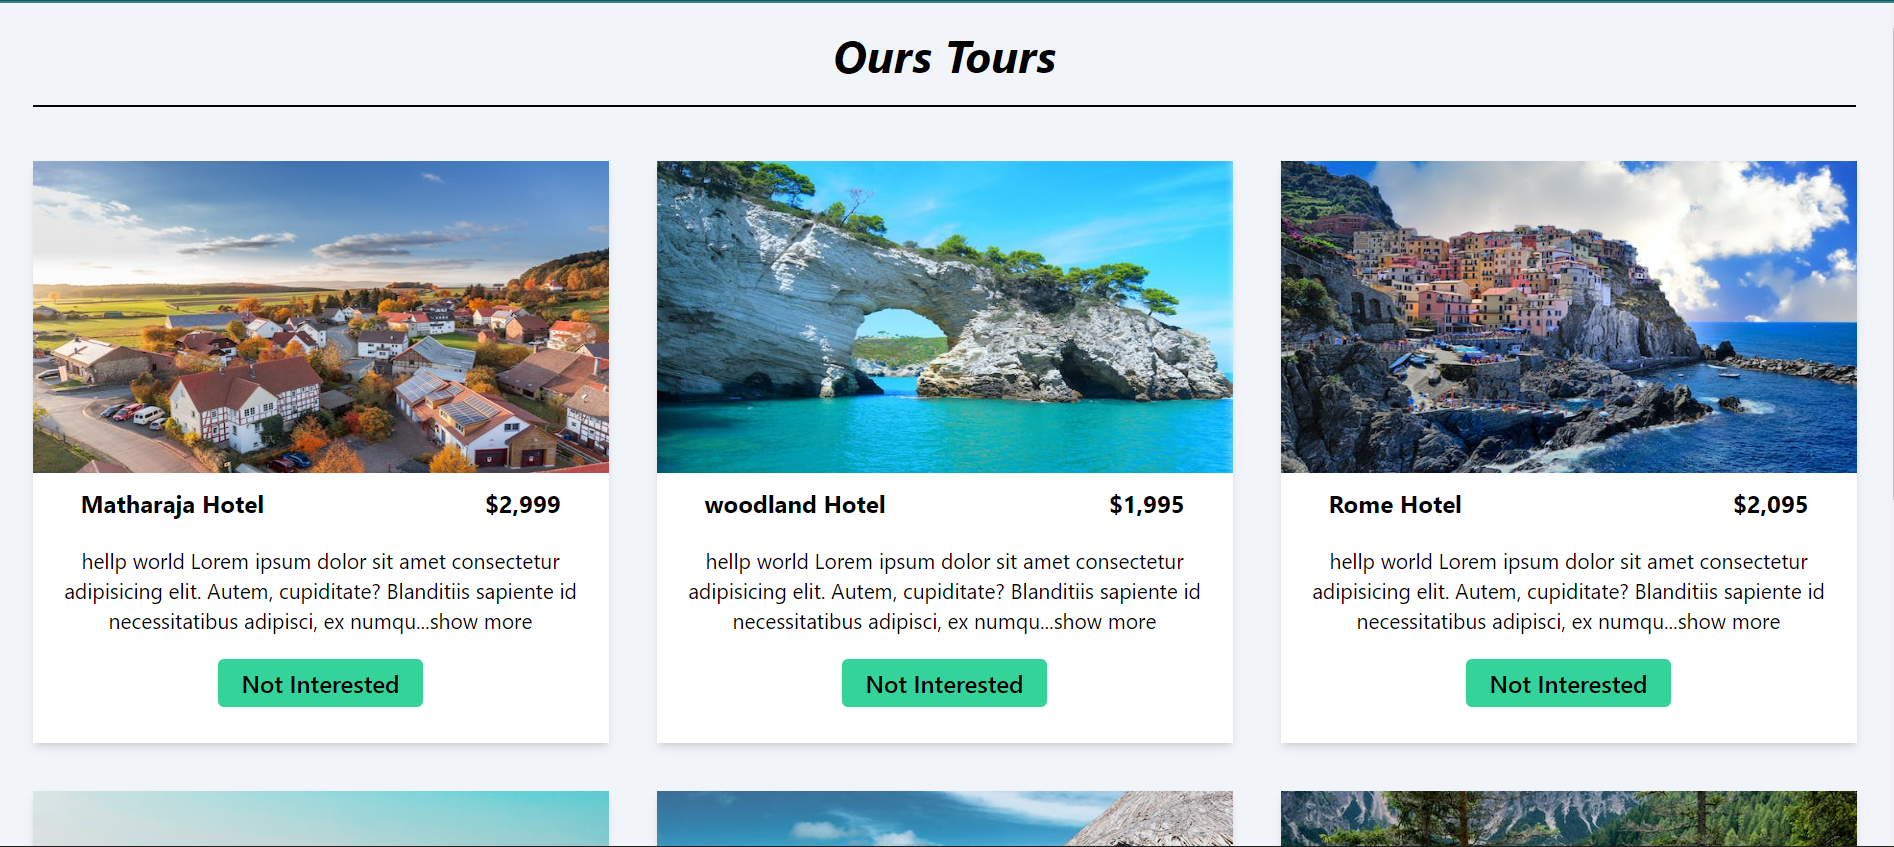 Ours Tours
Matharaja Hotel $2,999
hellp world Lorem ipsum dolor sit amet consectetur
adipisicing elit. Autem, cupiditate? Blanditiis sapiente id
necessitatibus adipisci, ex numqu...show more
Not Interested
woodland Hotel $1,995
hellp world Lorem ipsum dolor sit amet consectetur
adipisicing elit. Autem, cupiditate? Blanditiis sapiente id
necessitatibus adipisci, ex numqu...show more
Not Interested
Rome Hotel $2,095
hellp world Lorem ipsum dolor sit amet consectetur
adipisicing elit. Autem, cupiditate? Blanditiis sapiente id
necessitatibus adipisci, ex numqu...show more
Not Interested